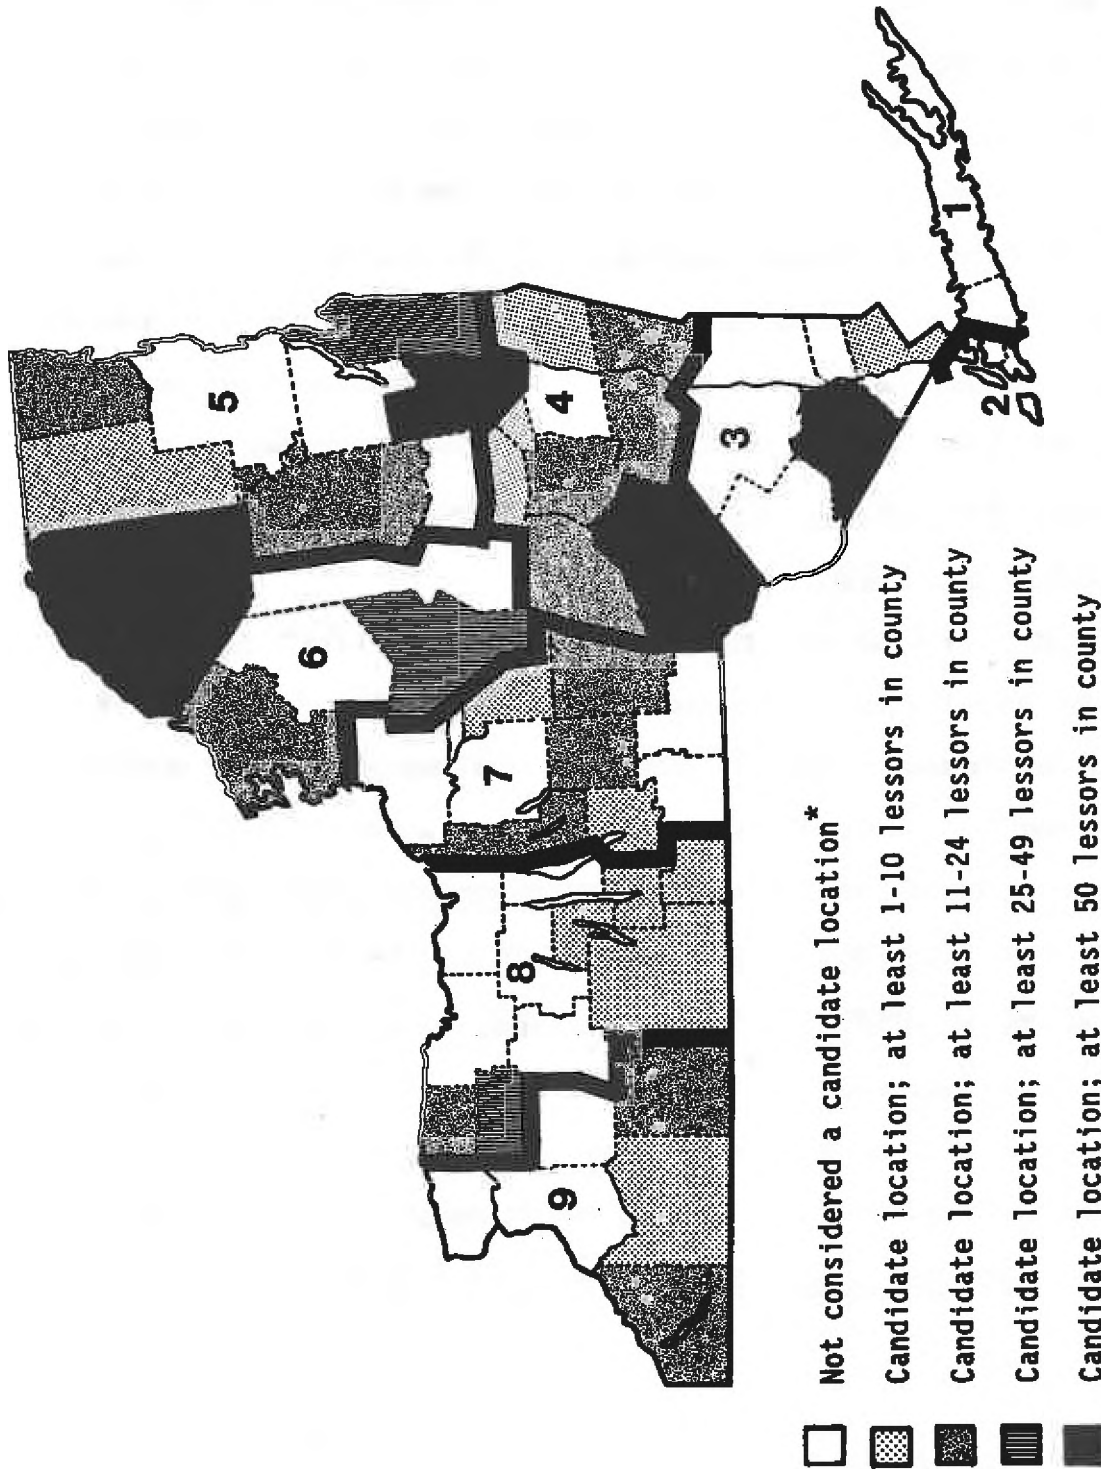 5
6
4
3
7
8
9
1
2
Not considered a candidate location*
Candidate location; at least 1-10 lessors in county
Candidate location; at least 11-24 lessors in county
Candidate location; at least 25-49 lessors in county
Candidate location; at least 50 lessors in county